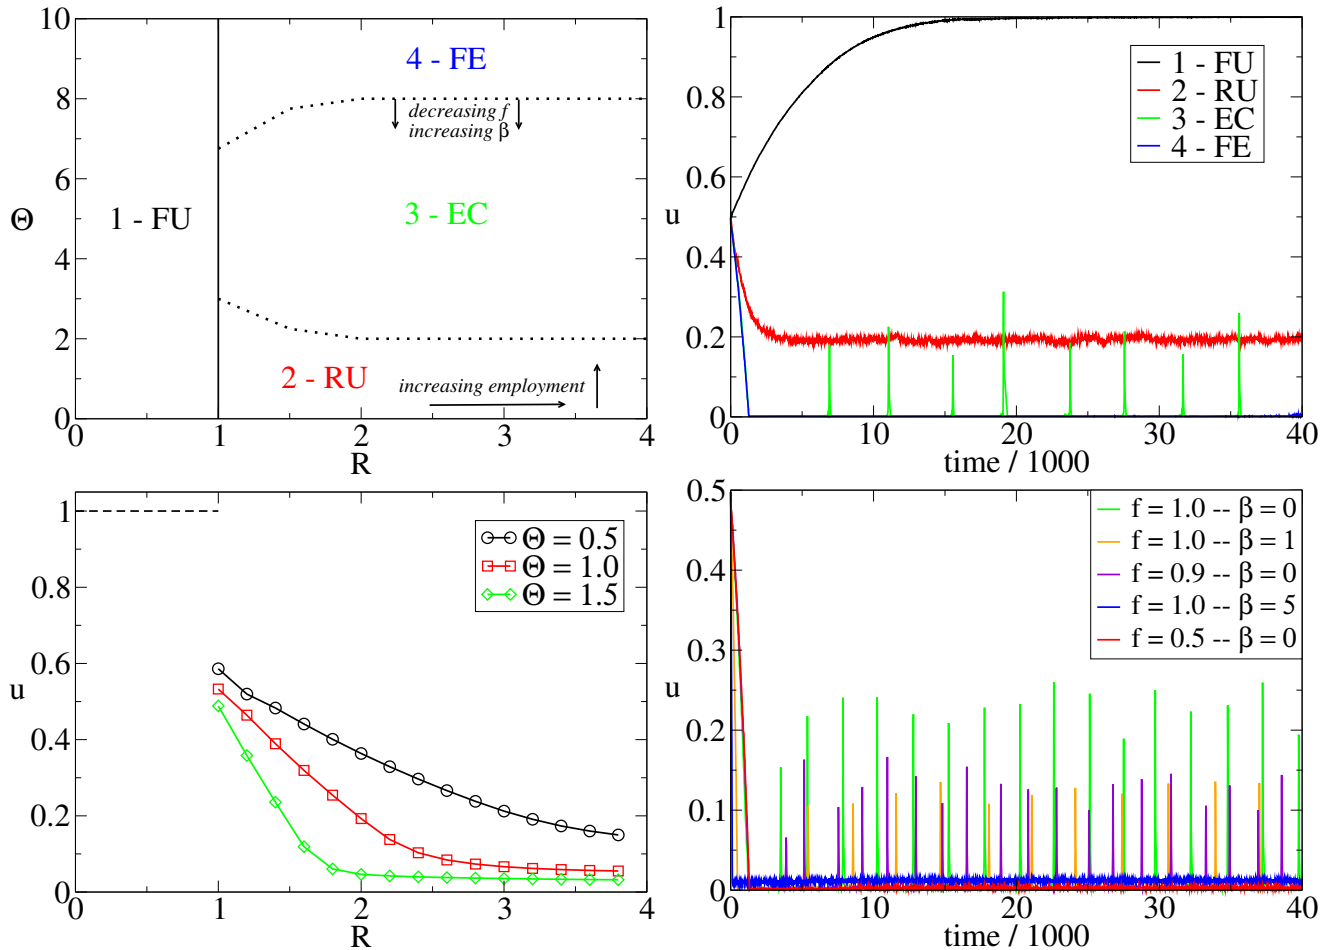 10
8
6
4
2
0
Θ
4 - FE
decreasing f
increasing β
1 - FU
3 - EC
2 - RU
increasing employment
0
1
2
3
4
R
1
0.8
0.6
0.4
0.2
0
u
1 - FU
2 - RU
3 - EC
4 - FE
0
10
20
30
40
time / 1000
1
0.8
0.6
0.4
0.2
0
u
Θ = 0.5
Θ = 1.0
Θ = 1.5
0
1
2
3
4
R
0.5
0.4
0.3
0.2
0.1
0
u
f = 1.0 -- β = 0
f = 1.0 -- β = 1
f = 0.9 -- β = 0
f = 1.0 -- β = 5
f = 0.5 -- β = 0
0
10
20
30
40
time / 1000